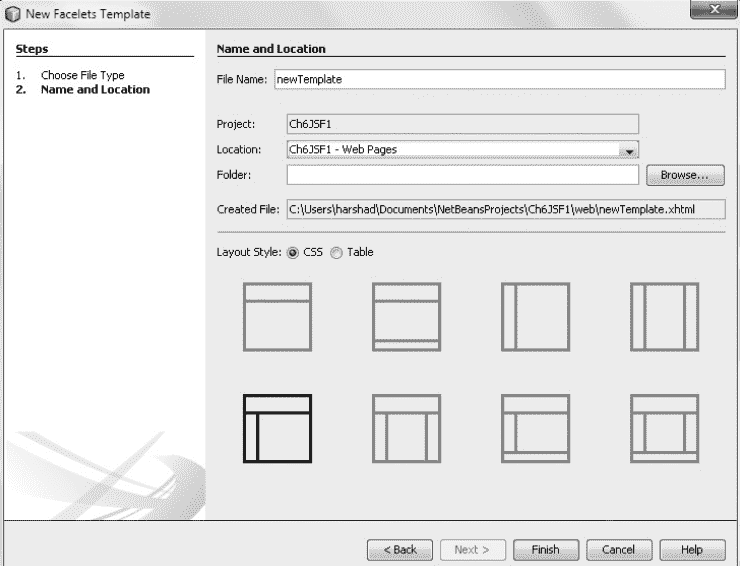 New Facelets Template
X
Steps
1. Choose File Type
2. Name and Location
Name and Location
File Name: newTemplate
Project: Ch6JSF1
Location: Ch6JSF1 - Web Pages
Folder: Browse...
Created File: C:\Users\harshad\Documents\NetBeansProjects\Ch6JSF1\web\newTemplate.xhtml
Layout Style: CSS Table
< Back Next > Finish Cancel Help